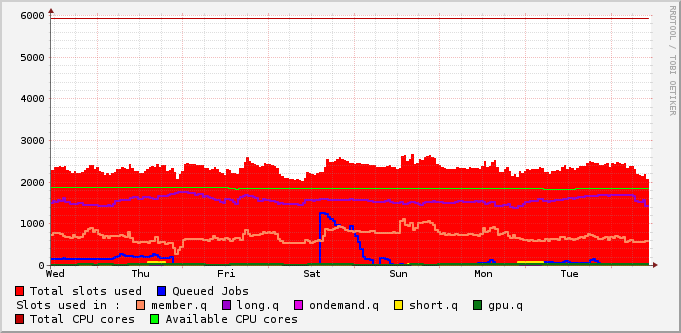 RRDTOOL / TOBI OETIKER
6000
5000
4000
3000
2000
1000
0
Wed Thu Fri Sat Sun Mon Tue
Total slots used Queued Jobs
Slots used in : member.q long.q ondemand.q short.q gpu.q
Total CPU cores Available CPU cores